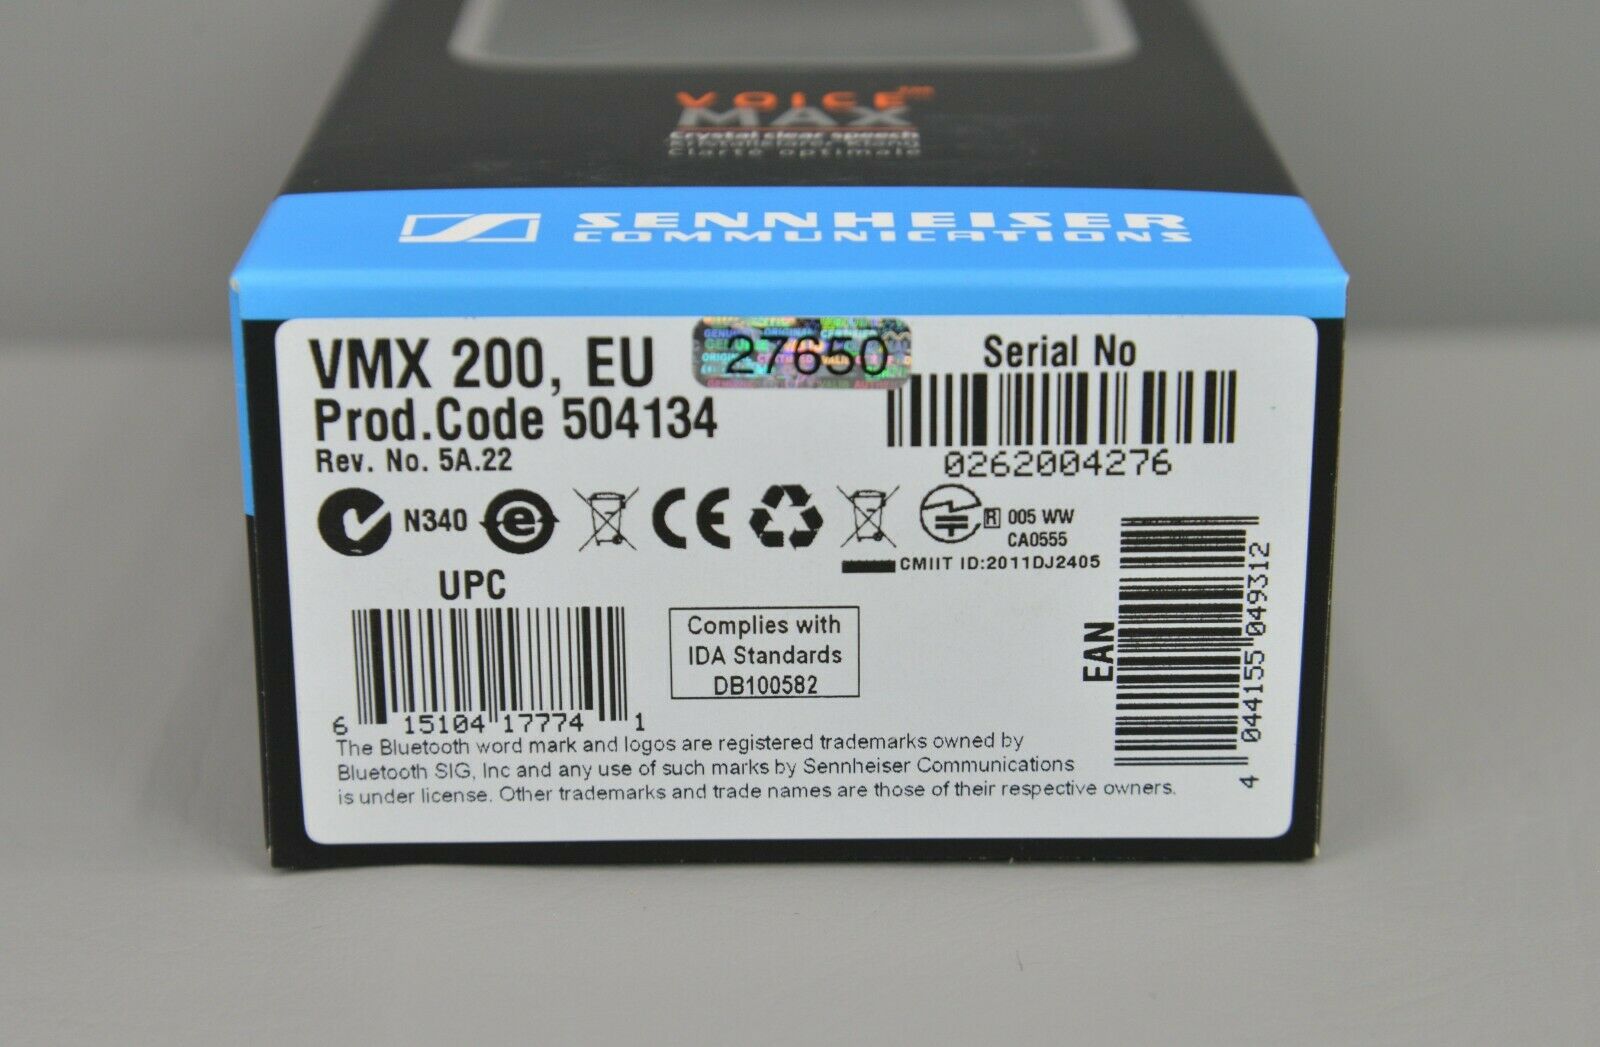 VOICE™
MAX
Crystal clear speech
Kristallklarer Klang
Clarté optimale
SENNHEISER
COMMUNICATIONS
VMX 200, EU
27650
Serial No
Prod.Code 504134
Rev. No. 5A.22
0262004276
N340
R 005 WW
CA0555
CMIIT ID:2011DJ2405
UPC
6 15104 17774 1
Complies with
IDA Standards
DB100582
EAN
4 044155 049312
The Bluetooth word mark and logos are registered trademarks owned by
Bluetooth SIG, Inc and any use of such marks by Sennheiser Communications
is under license. Other trademarks and trade names are those of their respective owners.